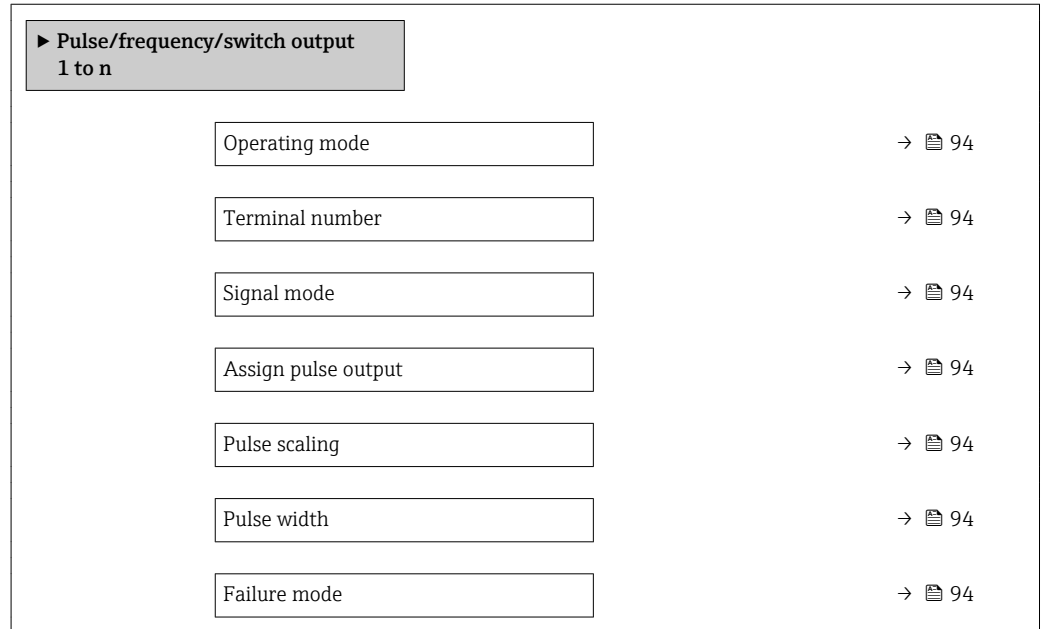 ▶ Pulse/frequency/switch output
1 to n
Operating mode → 94
Terminal number → 94
Signal mode → 94
Assign pulse output → 94
Pulse scaling → 94
Pulse width → 94
Failure mode → 94